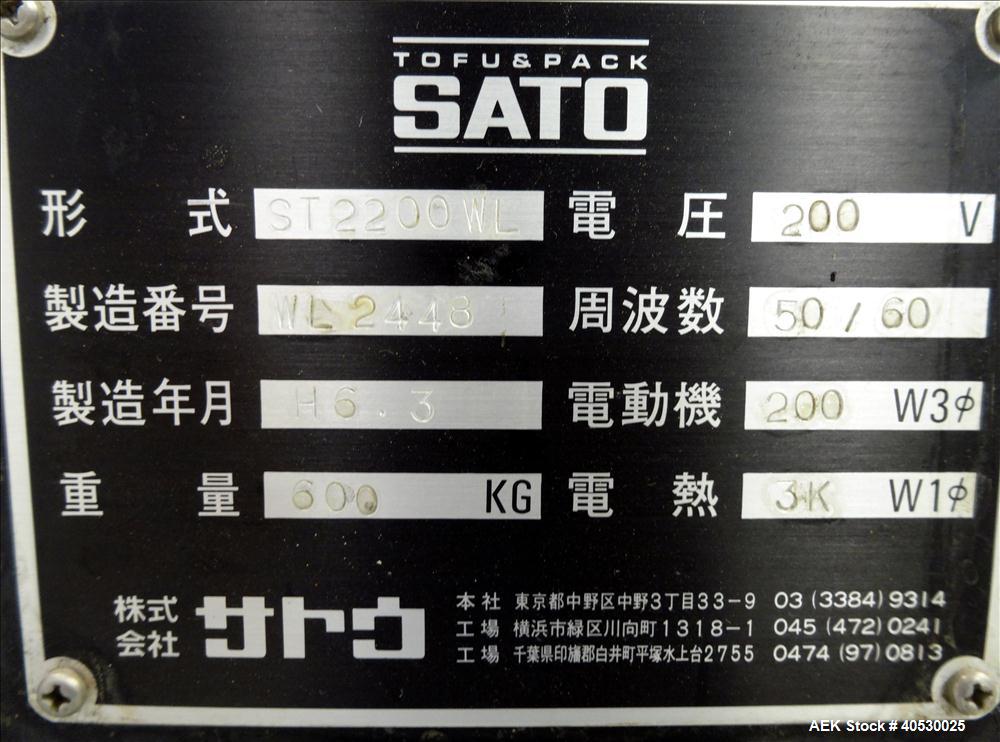 TOFU&PACK
SATO
形 式 ST2200WL 電 圧 200 V
製造番号 WL2448 周波数 50/60
製造年月 H6.3 電動機 200 W3φ
重 量 600 KG 電 熱 3K W1φ
株式会社 サトウ
本社 東京都中野区中野3丁目33-9 03(3384)9314
工場 横浜市緑区川向町1318-1 045(472)0241
工場 千葉県印旛郡白井町平塚水上台2755 0474(97)0813
AEK Stock # 40530025